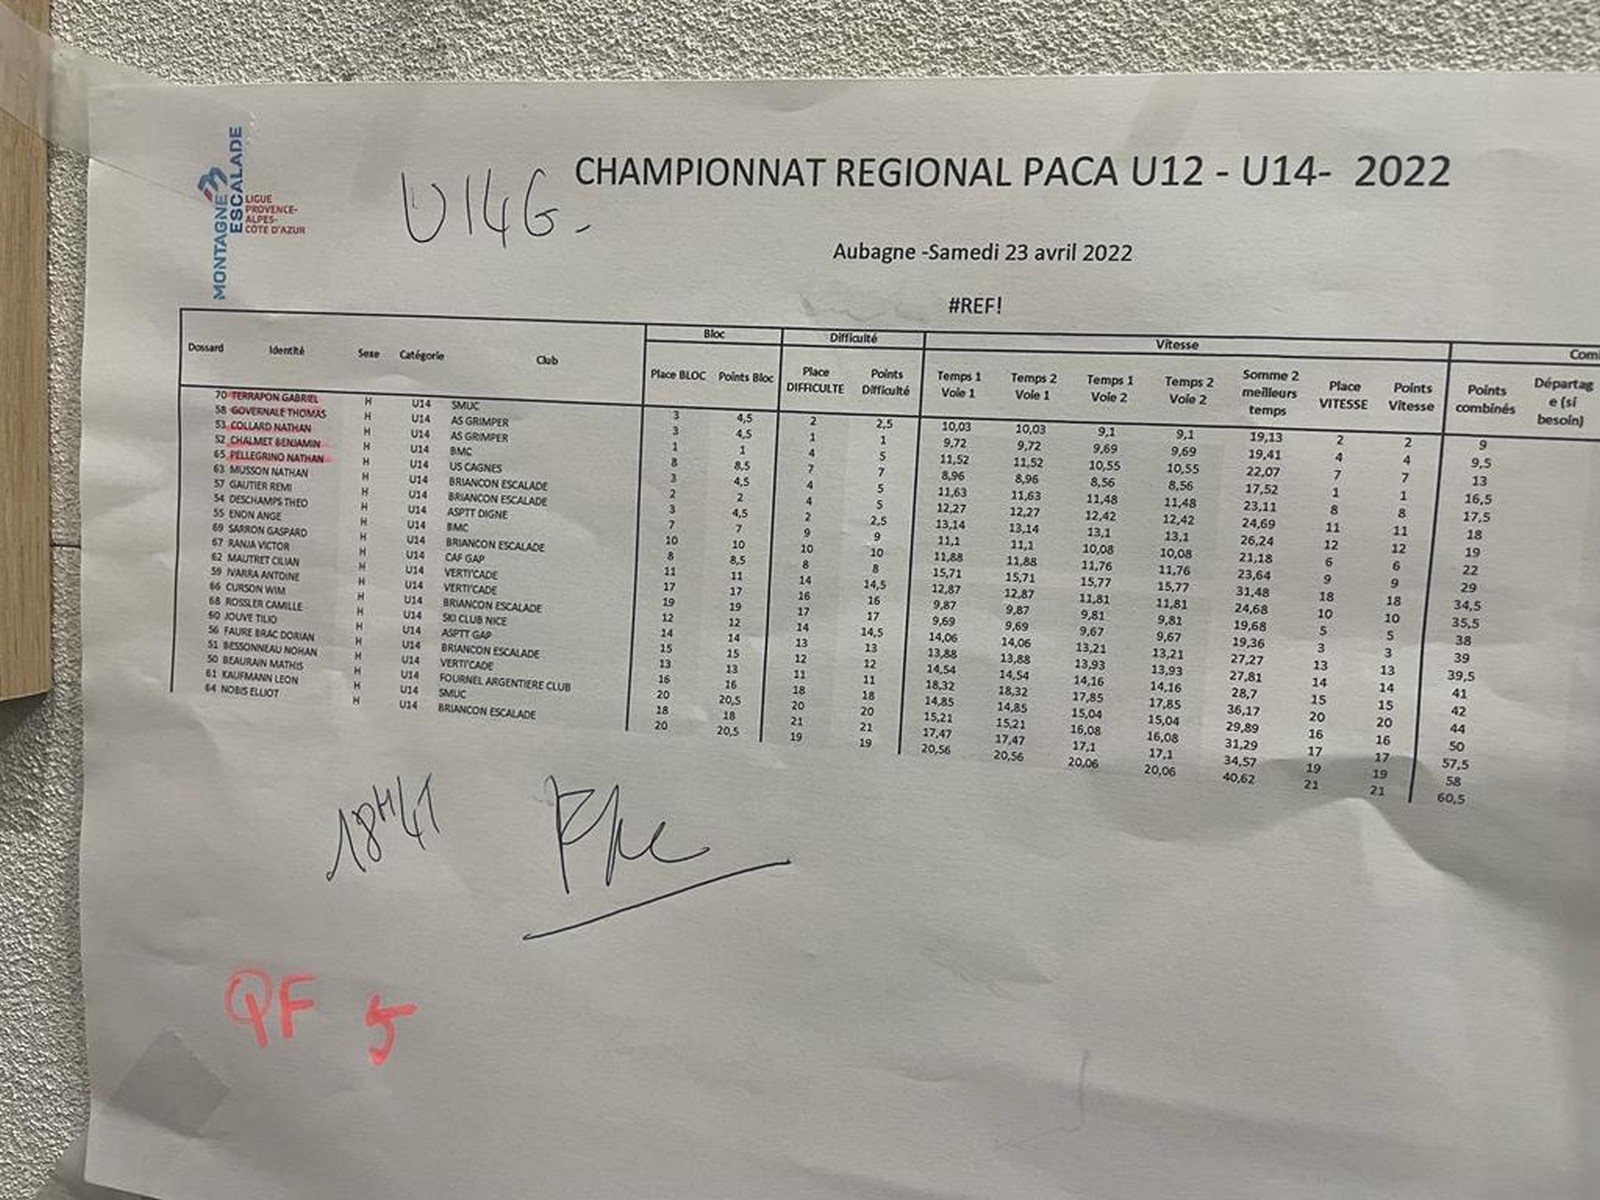 MONTAGNE
ESCALADE
LIGUE
PROVENCE-
ALPES-
CÔTE D'AZUR
U14G.
CHAMPIONNAT REGIONAL PACA U12 - U14- 2022
Aubagne -Samedi 23 avril 2022
#REF!
Bloc Difficulté Vitesse Com
Dossard Identité Sexe Catégorie Club Place BLOC Points Bloc Place DIFFICULTE Points Difficulté Temps 1 Voie 1 Temps 2 Voie 1 Temps 1 Voie 2 Temps 2 Voie 2 Somme 2 meilleurs temps Place VITESSE Points Vitesse Points combinés Départag e (si besoin)
70 TERRAPON GABRIEL H U14 SMUC 3 4,5 2 2,5 10,03 10,03 9,1 9,1 19,13 2 2 9
58 GOVERNALE THOMAS H U14 AS GRIMPER 3 4,5 1 1 9,72 9,72 9,69 9,69 19,41 4 4 9,5
53 COLLARD NATHAN H U14 AS GRIMPER 1 1 4 5 11,52 11,52 10,55 10,55 22,07 7 7 13
52 CHALMET BENJAMIN H U14 BMC 8 8,5 7 7 8,96 8,96 8,56 8,56 17,52 1 1 16,5
65 PELLEGRINO NATHAN H U14 US CAGNES 3 4,5 4 5 11,63 11,63 11,48 11,48 23,11 8 8 17,5
63 MUSSON NATHAN H U14 BRIANCON ESCALADE 2 2 4 5 12,27 12,27 12,42 12,42 24,69 11 11 18
57 GAUTIER REMI H U14 BRIANCON ESCALADE 3 4,5 2 2,5 13,14 13,14 13,1 13,1 26,24 12 12 19
54 DESCHAMPS THEO H U14 ASPTT DIGNE 7 7 9 9 11,1 11,1 10,08 10,08 21,18 6 6 22
55 ENON ANGE H U14 BMC 10 10 10 10 11,88 11,88 11,76 11,76 23,64 9 9 29
69 SARRON GASPARD H U14 BRIANCON ESCALADE 8 8,5 8 8 15,71 15,71 15,77 15,77 31,48 18 18 34,5
67 RANJA VICTOR H U14 CAF GAP 11 11 14 14,5 12,87 12,87 11,81 11,81 24,68 10 10 35,5
62 MAUTRET CILIAN H U14 VERTI'CADE 17 17 16 16 9,87 9,87 9,81 9,81 19,68 5 5 38
59 IVARRA ANTOINE H U14 VERTI'CADE 19 19 17 17 9,69 9,69 9,67 9,67 19,36 3 3 39
66 CURSON WIM H U14 BRIANCON ESCALADE 12 12 14 14,5 14,06 14,06 13,21 13,21 27,27 13 13 39,5
68 ROSSLER CAMILLE H U14 SKI CLUB NICE 14 14 13 13 13,88 13,88 13,93 13,93 27,81 14 14 41
60 JOUVE TILIO H U14 ASPTT GAP 15 15 12 12 14,54 14,54 14,16 14,16 28,7 15 15 42
56 FAURE BRAC DORIAN H U14 BRIANCON ESCALADE 13 13 11 11 18,32 18,32 17,85 17,85 36,17 20 20 44
51 BESSONNEAU NOHAN H U14 VERTI'CADE 16 16 18 18 14,85 14,85 15,04 15,04 29,89 16 16 50
50 BEAURAIN MATHIS H U14 FOURNEL ARGENTIERE CLUB 20 20,5 20 20 15,21 15,21 16,08 16,08 31,29 17 17 57,5
61 KAUFMANN LEON H U14 SMUC 18 18 21 21 17,47 17,47 17,1 17,1 34,57 19 19 58
64 NOBIS ELLIOT H U14 BRIANCON ESCALADE 20 20,5 19 19 20,56 20,56 20,06 20,06 40,62 21 21 60,5
QF 5